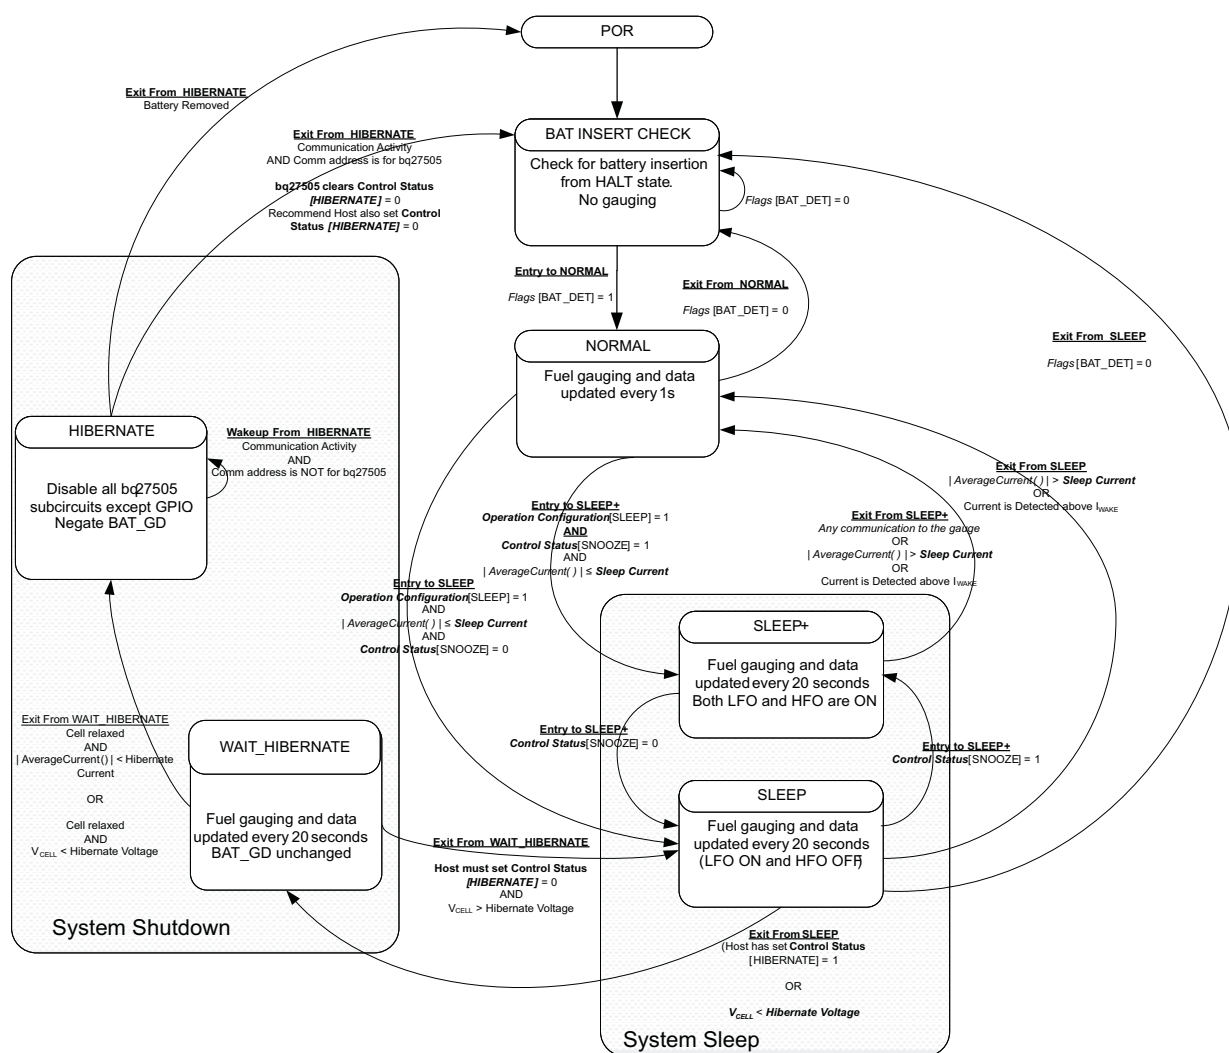 POR
Exit From HIBERNATE
Battery Removed
Exit From HIBERNATE
Communication Activity
AND Comm address is for bq27505
bq27505 clears Control Status
[HIBERNATE] = 0
Recommend Host also set Control
Status [HIBERNATE] = 0
BAT INSERT CHECK
Check for battery insertion
from HALT state.
No gauging
Flags [BAT_DET] = 0
Entry to NORMAL
Flags [BAT_DET] = 1
Exit From NORMAL
Flags [BAT_DET] = 0
NORMAL
Fuel gauging and data
updated every 1s
Exit From SLEEP
Flags [BAT_DET] = 0
HIBERNATE
Disable all bq27505
subcircuits except GPIO
Negate BAT_GD
Wakeup From HIBERNATE
Communication Activity
AND
Comm address is NOT for bq27505
Exit From SLEEP
| AverageCurrent( ) | > Sleep Current
OR
Current is Detected above IWAKE
Entry to SLEEP+
Operation Configuration[SLEEP] = 1
AND
Control Status[SNOOZE] = 1
AND
| AverageCurrent( ) | ≤ Sleep Current
Exit From SLEEP+
Any communication to the gauge
OR
| AverageCurrent( ) | > Sleep Current
OR
Current is Detected above IWAKE
Entry to SLEEP
Operation Configuration[SLEEP] = 1
AND
| AverageCurrent( ) | ≤ Sleep Current
AND
Control Status[SNOOZE] = 0
SLEEP+
Fuel gauging and data
updated every 20 seconds
Both LFO and HFO are ON
Entry to SLEEP+
Control Status[SNOOZE] = 0
Entry to SLEEP+
Control Status[SNOOZE] = 1
Exit From WAIT_HIBERNATE
Cell relaxed
AND
| AverageCurrent() | < Hibernate
Current
OR
Cell relaxed
AND
VCELL < Hibernate Voltage
WAIT_HIBERNATE
Fuel gauging and data
updated every 20 seconds
BAT_GD unchanged
SLEEP
Fuel gauging and data
updated every 20 seconds
(LFO ON and HFO OFF)
Exit From WAIT_HIBERNATE
Host must set Control Status
[HIBERNATE] = 0
AND
VCELL > Hibernate Voltage
System Shutdown
Exit From SLEEP
(Host has set Control Status
[HIBERNATE] = 1
OR
VCELL < Hibernate Voltage
System Sleep